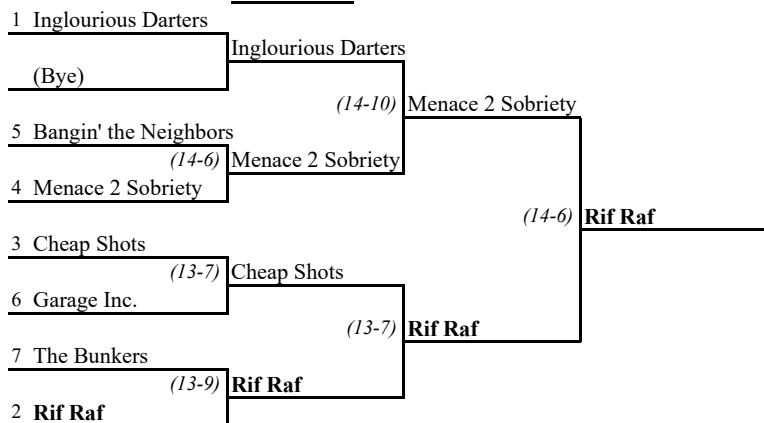 1 Inglourious Darters
Inglourious Darters
(Bye)
(14-10) Menace 2 Sobriety
5 Bangin' the Neighbors
(14-6) Menace 2 Sobriety
4 Menace 2 Sobriety
(14-6) Rif Raf
3 Cheap Shots
(13-7) Cheap Shots
6 Garage Inc.
(13-7) Rif Raf
7 The Bunkers
(13-9) Rif Raf
2 Rif Raf